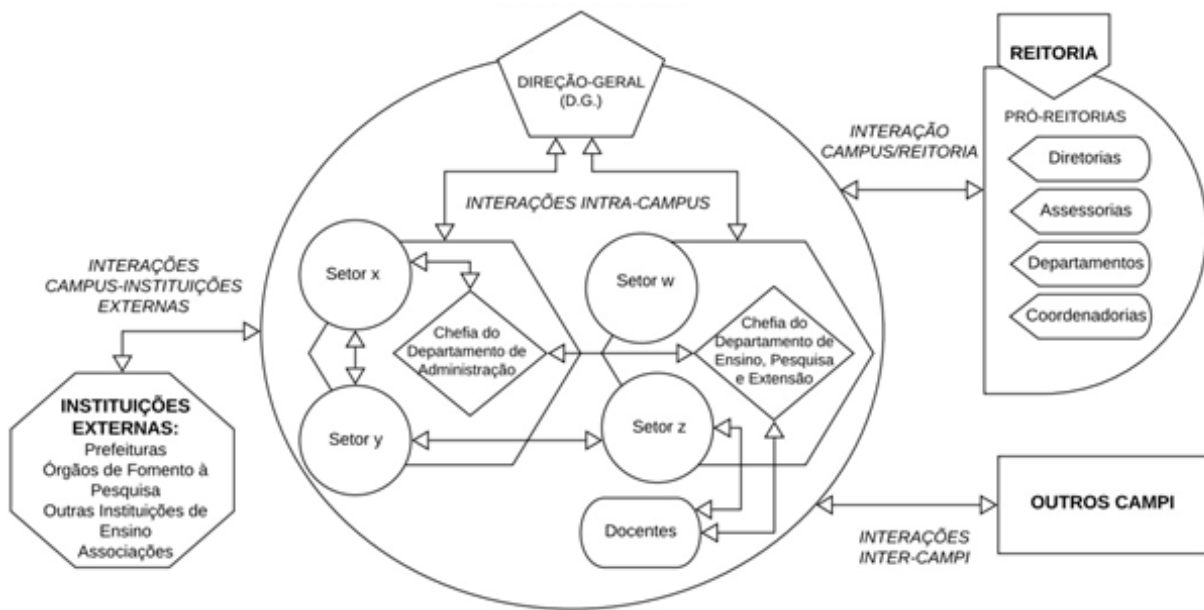 DIREÇÃO-GERAL
(D.G.)
INTERAÇÕES INTRA-CAMPUS
Setor x
Chefia do
Departamento de
Administração
Setor y
Setor w
Chefia do
Departamento de
Ensino, Pesquisa
e Extensão
Setor z
Docentes
INTERAÇÕES
CAMPUS-INSTITUIÇÕES
EXTERNAS
INSTITUIÇÕES
EXTERNAS:
Prefeituras
Órgãos de Fomento à
Pesquisa
Outras Instituições de
Ensino
Associações
INTERAÇÃO
CAMPUS/REITORIA
REITORIA
PRÓ-REITORIAS
Diretorias
Assessorias
Departamentos
Coordenadorias
INTERAÇÕES
INTER-CAMPI
OUTROS CAMPI